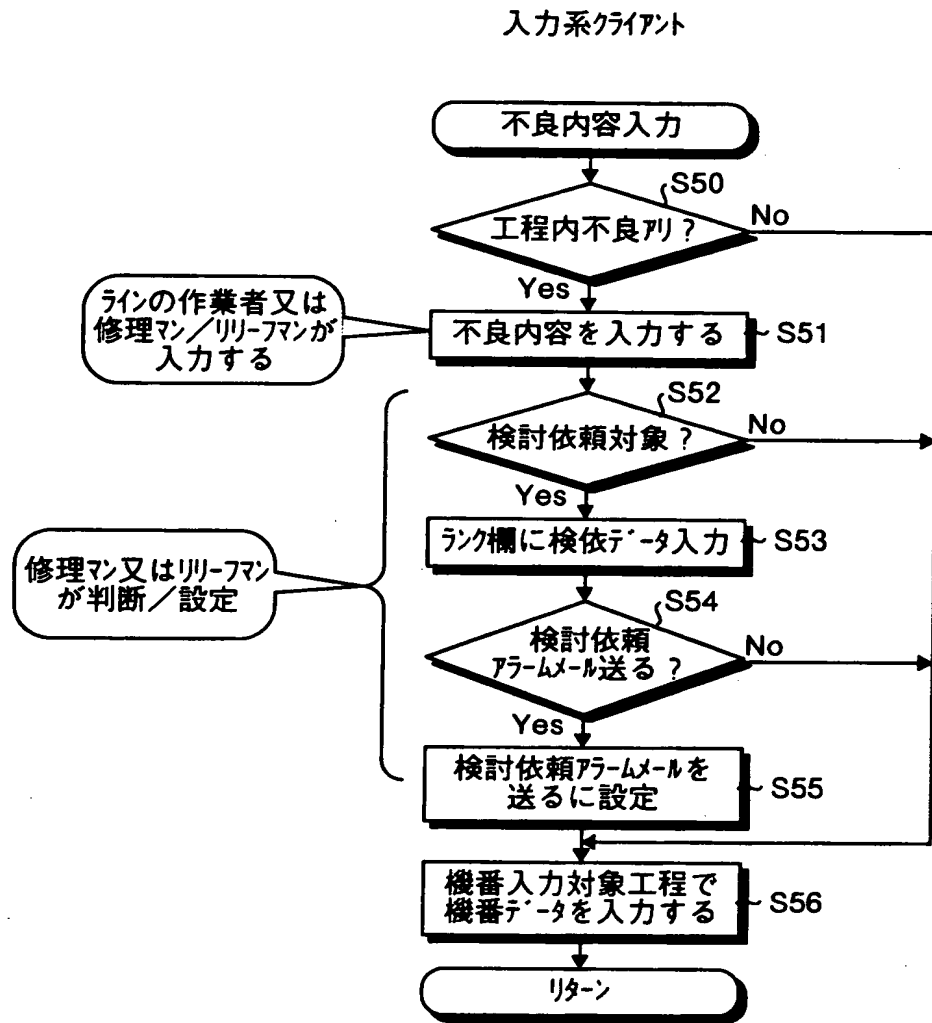 入力系クライアント
不良内容入力
S50
工程内不良アリ?
No
Yes
ラインの作業者又は
修理マン/リリーフマンが
入力する
不良内容を入力する
S51
S52
検討依頼対象?
No
Yes
ランク欄に検依データ入力
S53
修理マン又はリリーフマン
が判断/設定
S54
検討依頼
アラームメール送る?
No
Yes
検討依頼アラームメールを
送るに設定
S55
機番入力対象工程で
機番データを入力する
S56
リターン